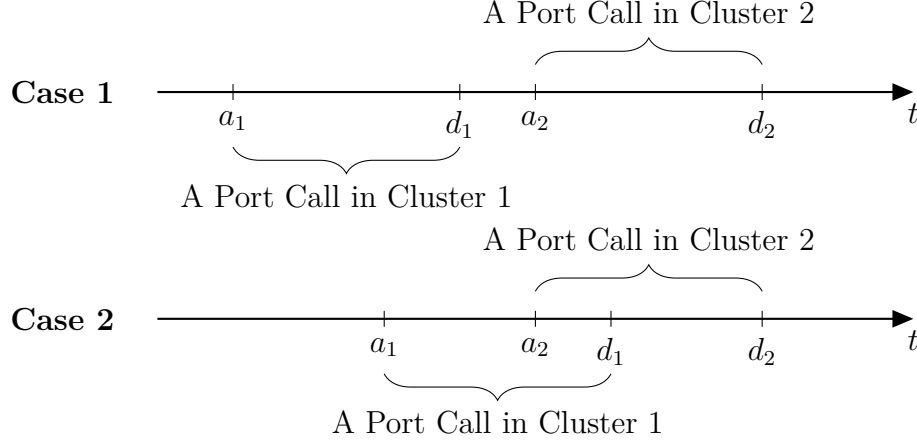 A Port Call in Cluster 2
Case 1
a₁ d₁ a₂ d₂ t
A Port Call in Cluster 1
A Port Call in Cluster 2
Case 2
a₁ a₂ d₁ d₂ t
A Port Call in Cluster 1